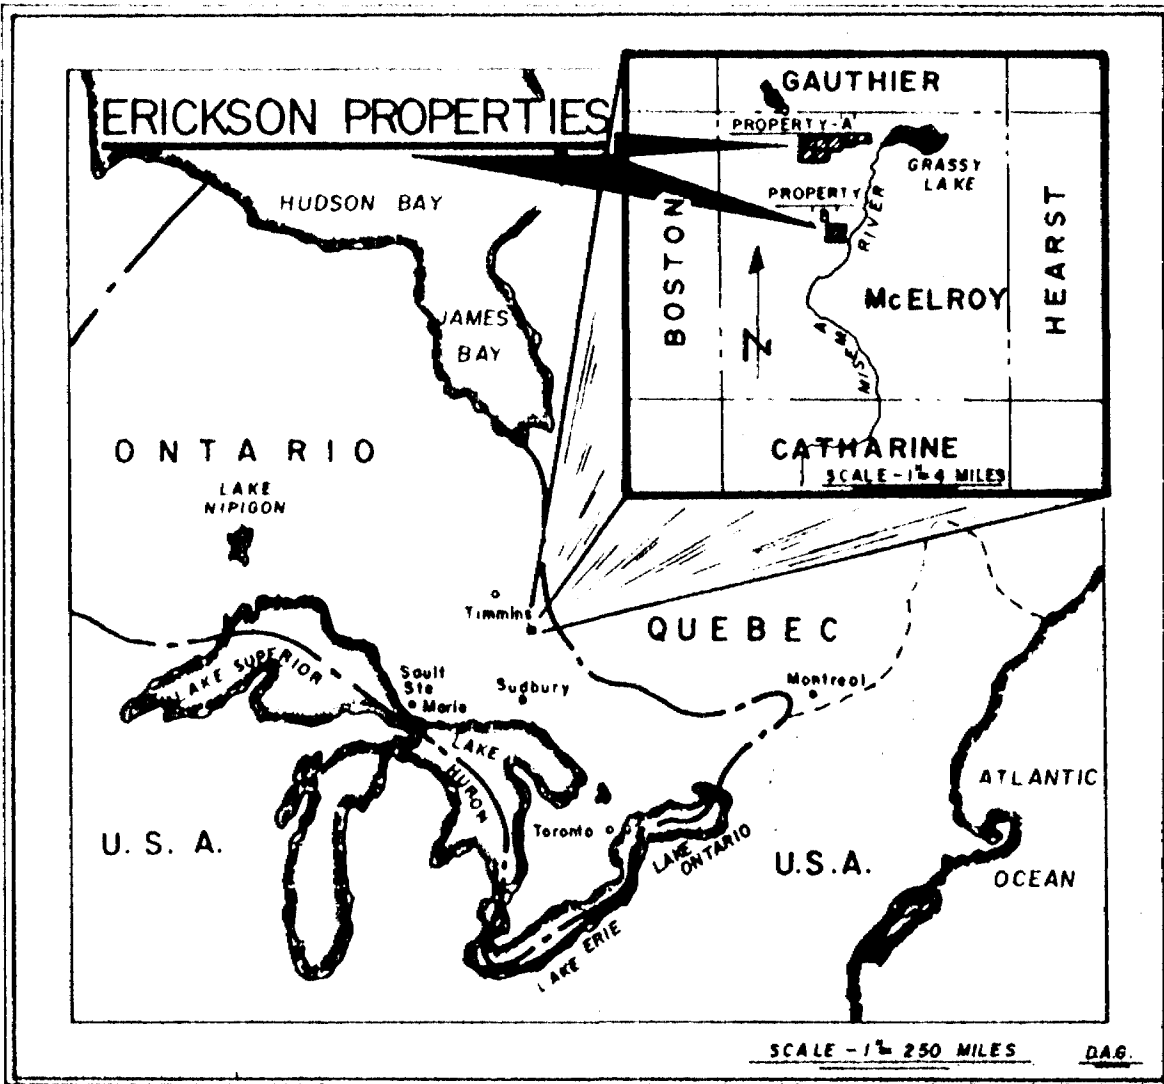 ERICKSON PROPERTIES
HUDSON BAY
JAMES
BAY
ONTARIO
LAKE
NIPIGON
Timmins
QUEBEC
LAKE SUPERIOR
Sault
Ste
Marie
Sudbury
Montreal
LAKE
HURON
Toronto
LAKE
ONTARIO
LAKE ERIE
U.S.A.
U.S.A.
ATLANTIC
OCEAN
GAUTHIER
PROPERTY-'A'
GRASSY
LAKE
PROPERTY
BOSTON
RIVER
McELROY
HEARST
N
MISEMA
CATHARINE
SCALE - 1"= 4 MILES
SCALE - 1"= 250 MILES
D.A.G.